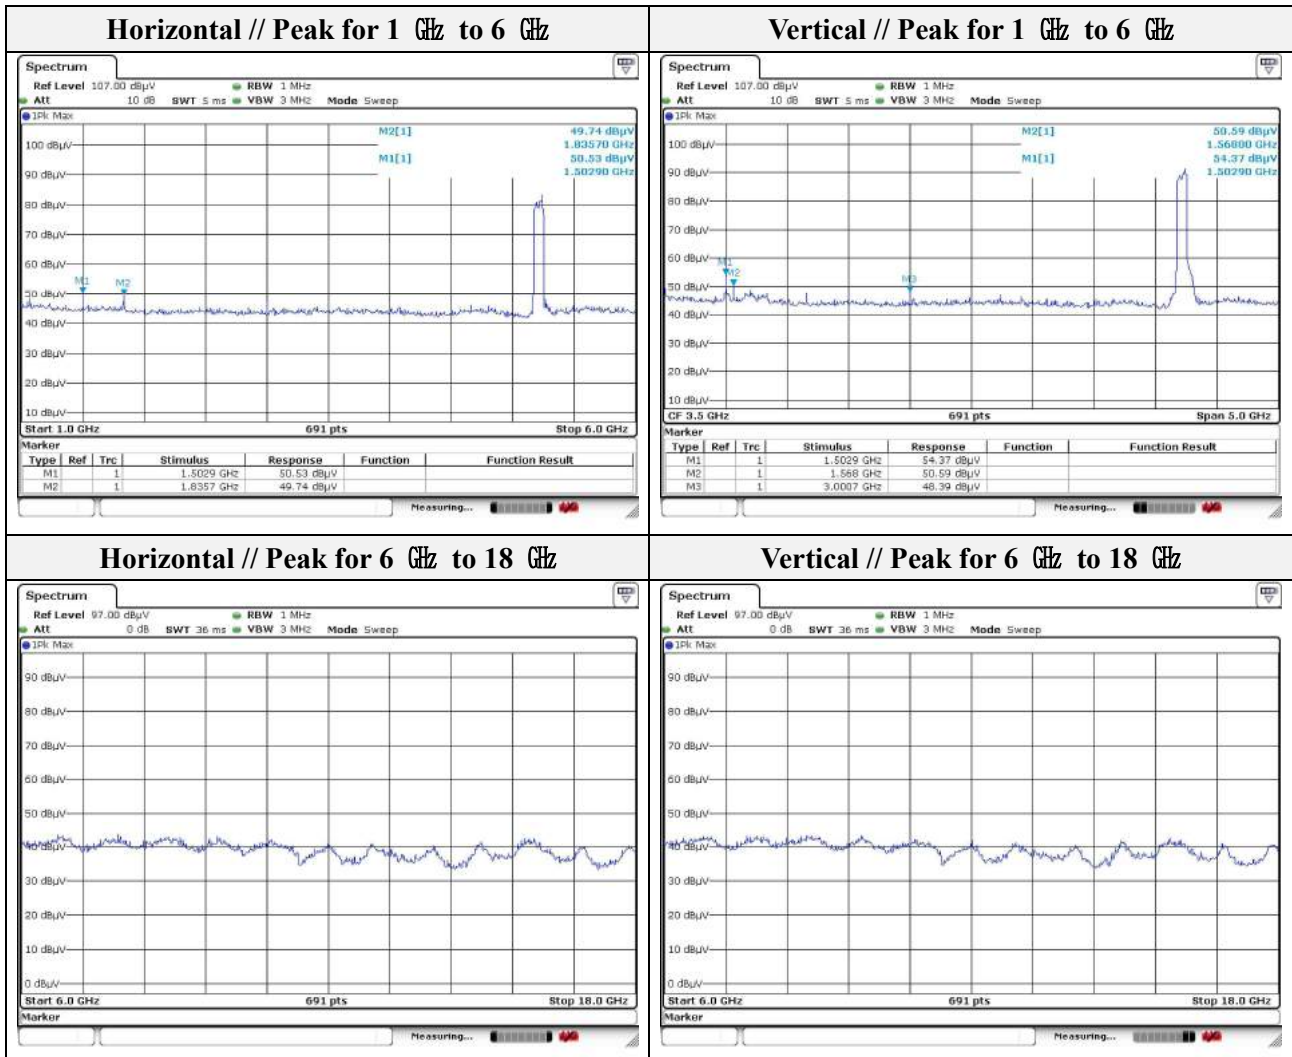 Horizontal // Peak for 1 ㎓ to 6 ㎓
Spectrum
Ref Level 107.00 dBµV RBW 1 MHz
Att 10 dB SWT 5 ms VBW 3 MHz Mode Sweep
1Pk Max
M2[1] 49.74 dBµV
1.83570 GHz
M1[1] 50.53 dBµV
1.50290 GHz
100 dBµV
90 dBµV
80 dBµV
70 dBµV
60 dBµV
M1 M2
50 dBµV
40 dBµV
30 dBµV
20 dBµV
10 dBµV
Start 1.0 GHz 691 pts Stop 6.0 GHz
Marker
Type Ref Trc Stimulus Response Function Function Result
M1 1 1.5029 GHz 50.53 dBµV
M2 1 1.8357 GHz 49.74 dBµV
Measuring...
Vertical // Peak for 1 ㎓ to 6 ㎓
Spectrum
Ref Level 107.00 dBµV RBW 1 MHz
Att 10 dB SWT 5 ms VBW 3 MHz Mode Sweep
1Pk Max
M2[1] 50.59 dBµV
1.56800 GHz
M1[1] 54.37 dBµV
1.50290 GHz
100 dBµV
90 dBµV
80 dBµV
70 dBµV
60 dBµV
M1
M2
M3
50 dBµV
40 dBµV
30 dBµV
20 dBµV
10 dBµV
CF 3.5 GHz 691 pts Span 5.0 GHz
Marker
Type Ref Trc Stimulus Response Function Function Result
M1 1 1.5029 GHz 54.37 dBµV
M2 1 1.568 GHz 50.59 dBµV
M3 1 3.0007 GHz 48.39 dBµV
Measuring...
Horizontal // Peak for 6 ㎓ to 18 ㎓
Spectrum
Ref Level 97.00 dBµV RBW 1 MHz
Att 0 dB SWT 36 ms VBW 3 MHz Mode Sweep
1Pk Max
90 dBµV
80 dBµV
70 dBµV
60 dBµV
50 dBµV
40 dBµV
30 dBµV
20 dBµV
10 dBµV
0 dBµV
Start 6.0 GHz 691 pts Stop 18.0 GHz
Marker
Measuring...
Vertical // Peak for 6 ㎓ to 18 ㎓
Spectrum
Ref Level 97.00 dBµV RBW 1 MHz
Att 0 dB SWT 36 ms VBW 3 MHz Mode Sweep
1Pk Max
90 dBµV
80 dBµV
70 dBµV
60 dBµV
50 dBµV
40 dBµV
30 dBµV
20 dBµV
10 dBµV
0 dBµV
Start 6.0 GHz 691 pts Stop 18.0 GHz
Marker
Measuring...